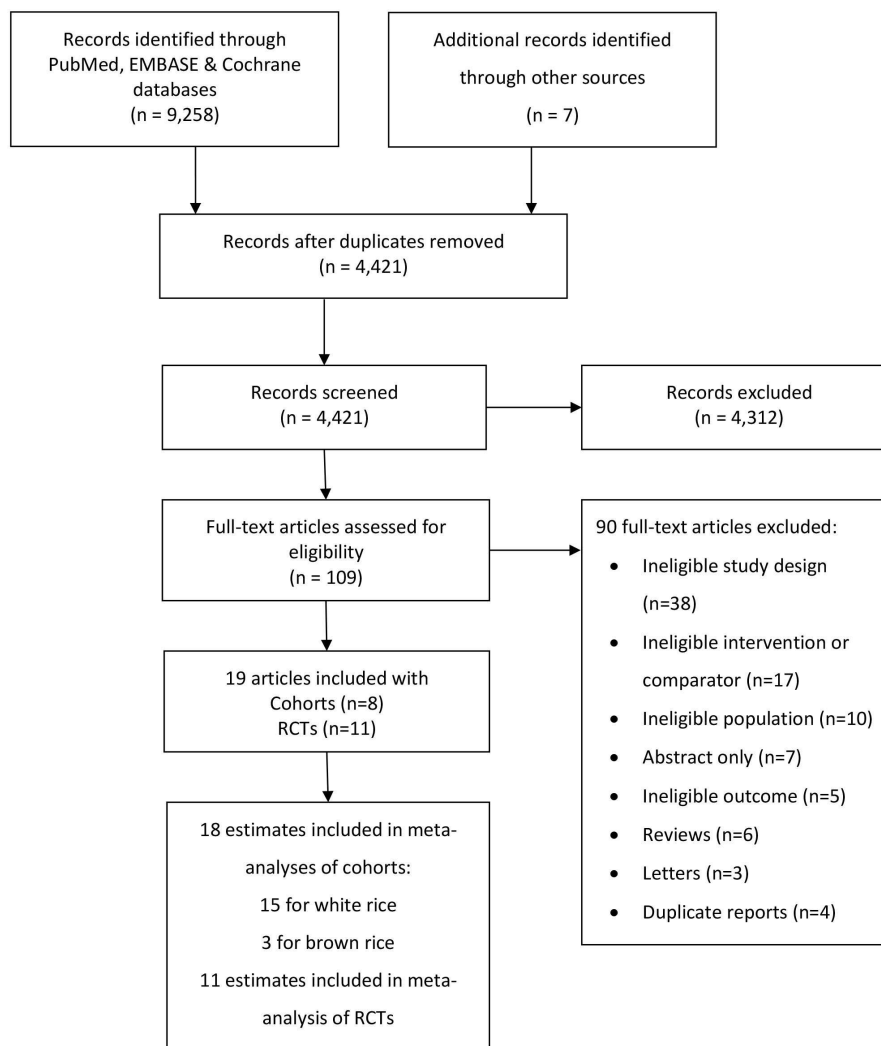 Records identified through
PubMed, EMBASE & Cochrane
databases
(n = 9,258)
Additional records identified
through other sources
(n = 7)
Records after duplicates removed
(n = 4,421)
Records screened
(n = 4,421)
Records excluded
(n = 4,312)
Full-text articles assessed for
eligibility
(n = 109)
90 full-text articles excluded:
• Ineligible study design
(n=38)
• Ineligible intervention or
comparator (n=17)
• Ineligible population (n=10)
• Abstract only (n=7)
• Ineligible outcome (n=5)
• Reviews (n=6)
• Letters (n=3)
• Duplicate reports (n=4)
19 articles included with
Cohorts (n=8)
RCTs (n=11)
18 estimates included in meta-
analyses of cohorts:
15 for white rice
3 for brown rice
11 estimates included in meta-
analysis of RCTs